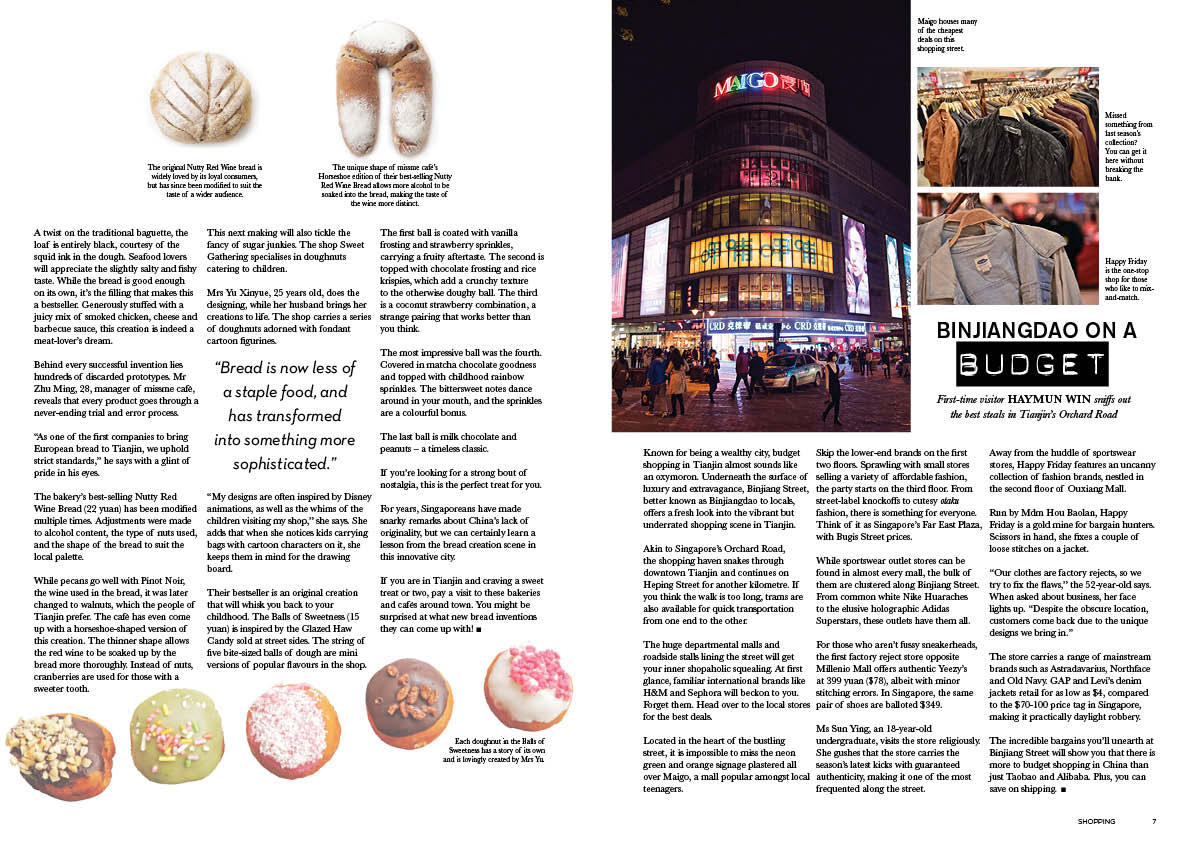 The original Nutty Red Wine bread is
widely loved by its loyal consumers,
but has since been modified to suit the
taste of a wider audience.
The unique shape of missme café's
Horseshoe edition of their best-selling Nutty
Red Wine Bread allows more alcohol to be
soaked into the bread, making the taste of
the wine more distinct.
A twist on the traditional baguette, the
loaf is entirely black, courtesy of the
squid ink in the dough. Seafood lovers
will appreciate the slightly salty and fishy
taste. While the bread is good enough
on its own, it's the filling that makes this
a bestseller. Generously stuffed with a
juicy mix of smoked chicken, cheese and
barbecue sauce, this creation is indeed a
meat-lover's dream.
Behind every successful invention lies
hundreds of discarded prototypes. Mr
Zhu Ming, 28, manager of missme café,
reveals that every product goes through a
never-ending trial and error process.
“As one of the first companies to bring
European bread to Tianjin, we uphold
strict standards,” he says with a glint of
pride in his eyes.
The bakery's best-selling Nutty Red
Wine Bread (22 yuan) has been modified
multiple times. Adjustments were made
to alcohol content, the type of nuts used,
and the shape of the bread to suit the
local palette.
While pecans go well with Pinot Noir,
the wine used in the bread, it was later
changed to walnuts, which the people of
Tianjin prefer. The café has even come
up with a horseshoe-shaped version of
this creation. The thinner shape allows
the red wine to be soaked up by the
bread more thoroughly. Instead of nuts,
cranberries are used for those with a
sweeter tooth.
This next making will also tickle the
fancy of sugar junkies. The shop Sweet
Gathering specialises in doughnuts
catering to children.
Mrs Yu Xinyue, 25 years old, does the
designing, while her husband brings her
creations to life. The shop carries a series
of doughnuts adorned with fondant
cartoon figurines.
“Bread is now less of
a staple food, and
has transformed
into something more
sophisticated.”
“My designs are often inspired by Disney
animations, as well as the whims of the
children visiting my shop,” she says. She
adds that when she notices kids carrying
bags with cartoon characters on it, she
keeps them in mind for the drawing
board.
Their bestseller is an original creation
that will whisk you back to your
childhood. The Balls of Sweetness (15
yuan) is inspired by the Glazed Haw
Candy sold at street sides. The string of
five bite-sized balls of dough are mini
versions of popular flavours in the shop.
The first ball is coated with vanilla
frosting and strawberry sprinkles,
carrying a fruity aftertaste. The second is
topped with chocolate frosting and rice
krispies, which add a crunchy texture
to the otherwise doughy ball. The third
is a coconut strawberry combination, a
strange pairing that works better than
you think.
The most impressive ball was the fourth.
Covered in matcha chocolate goodness
and topped with childhood rainbow
sprinkles. The bittersweet notes dance
around in your mouth, and the sprinkles
are a colourful bonus.
The last ball is milk chocolate and
peanuts – a timeless classic.
If you're looking for a strong bout of
nostalgia, this is the perfect treat for you.
For years, Singaporeans have made
snarky remarks about China's lack of
originality, but we can certainly learn a
lesson from the bread creation scene in
this innovative city.
If you are in Tianjin and craving a sweet
treat or two, pay a visit to these bakeries
and cafés around town. You might be
surprised at what new bread inventions
they can come up with! ■
Each doughnut in the Balls of
Sweetness has a story of its own
and is lovingly created by Mrs Yu.
MAIGO
CRD 克徕帝
CRD 克徕帝
Maigo houses many
of the cheapest
deals on this
shopping street.
Missed
something from
last season's
collection?
You can get it
here without
breaking the
bank.
Happy Friday
is the one-stop
shop for those
who like to mix-
and-match.
BINJIANGDAO ON A
BUDGET
First-time visitor HAYMUN WIN sniffs out
the best steals in Tianjin's Orchard Road
Known for being a wealthy city, budget
shopping in Tianjin almost sounds like
an oxymoron. Underneath the surface of
luxury and extravagance, Binjiang Street,
better known as Binjiangdao to locals,
offers a fresh look into the vibrant but
underrated shopping scene in Tianjin.
Akin to Singapore's Orchard Road,
the shopping haven snakes through
downtown Tianjin and continues on
Heping Street for another kilometre. If
you think the walk is too long, trams are
also available for quick transportation
from one end to the other.
The huge departmental malls and
roadside stalls lining the street will get
your inner shopaholic squealing. At first
glance, familiar international brands like
H&M and Sephora will beckon to you.
Forget them. Head over to the local stores
for the best deals.
Located in the heart of the bustling
street, it is impossible to miss the neon
green and orange signage plastered all
over Maigo, a mall popular amongst local
teenagers.
Skip the lower-end brands on the first
two floors. Sprawling with small stores
selling a variety of affordable fashion,
the party starts on the third floor. From
street-label knockoffs to cutesy otaku
fashion, there is something for everyone.
Think of it as Singapore's Far East Plaza,
with Bugis Street prices.
While sportswear outlet stores can be
found in almost every mall, the bulk of
them are clustered along Binjiang Street.
From common white Nike Huaraches
to the elusive holographic Adidas
Superstars, these outlets have them all.
For those who aren't fussy sneakerheads,
the first factory reject store opposite
Millenio Mall offers authentic Yeezy's
at 399 yuan ($78), albeit with minor
stitching errors. In Singapore, the same
pair of shoes are balloted $349.
Ms Sun Ying, an 18-year-old
undergraduate, visits the store religiously.
She gushes that the store carries the
season's latest kicks with guaranteed
authenticity, making it one of the most
frequented along the street.
Away from the huddle of sportswear
stores, Happy Friday features an uncanny
collection of fashion brands, nestled in
the second floor of Ouxiang Mall.
Run by Mdm Hou Baolan, Happy
Friday is a gold mine for bargain hunters.
Scissors in hand, she fixes a couple of
loose stitches on a jacket.
“Our clothes are factory rejects, so we
try to fix the flaws,” the 52-year-old says.
When asked about business, her face
lights up. “Despite the obscure location,
customers come back due to the unique
designs we bring in.”
The store carries a range of mainstream
brands such as Astradavarius, Northface
and Old Navy. GAP and Levi's denim
jackets retail for as low as $4, compared
to the $70-100 price tag in Singapore,
making it practically daylight robbery.
The incredible bargains you'll unearth at
Binjiang Street will show you that there is
more to budget shopping in China than
just Taobao and Alibaba. Plus, you can
save on shipping. ■
SHOPPING 7